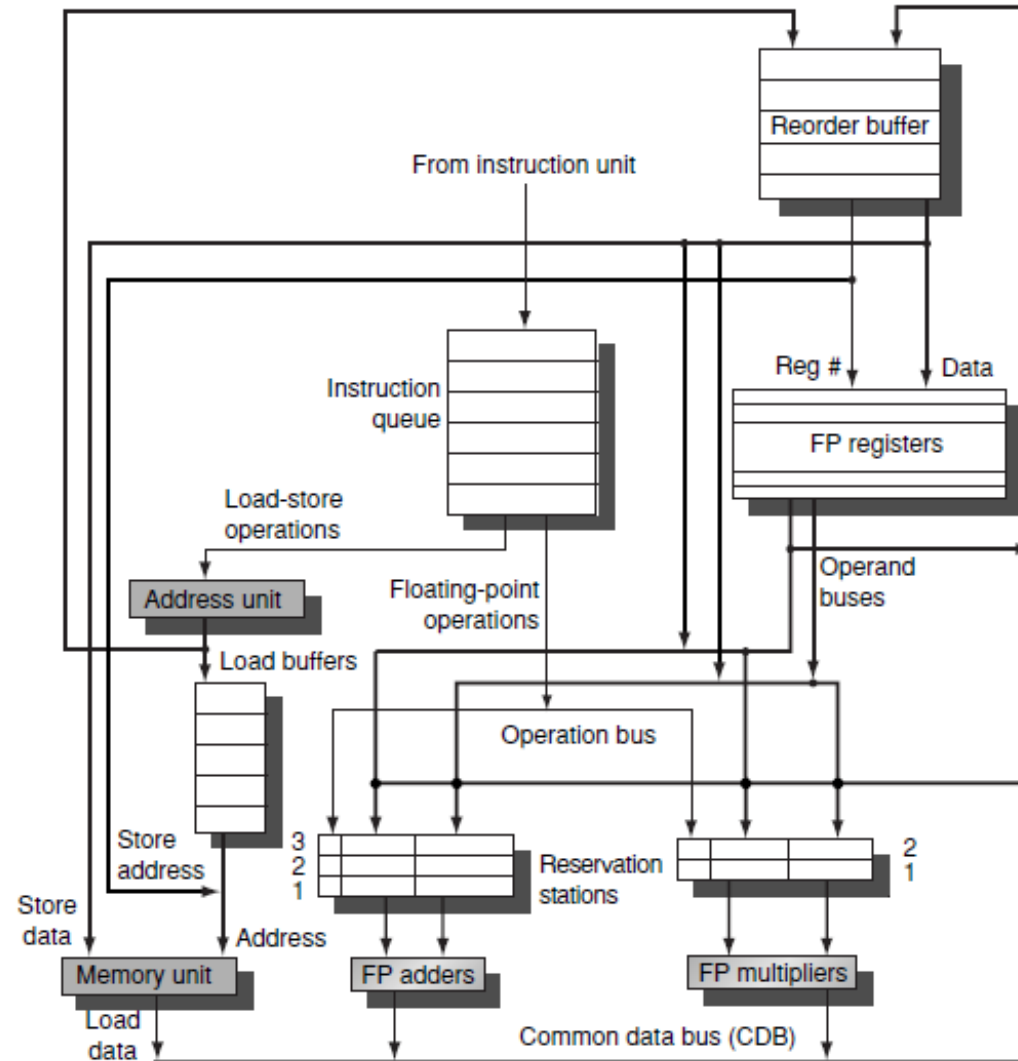 Reorder buffer
From instruction unit
Reg #
Data
Instruction
queue
FP registers
Load-store
operations
Operand
buses
Address unit
Floating-point
operations
Load buffers
Operation bus
Store
address
3
2
1
Reservation
stations
2
1
Store
data
Address
Memory unit
FP adders
FP multipliers
Load
data
Common data bus (CDB)